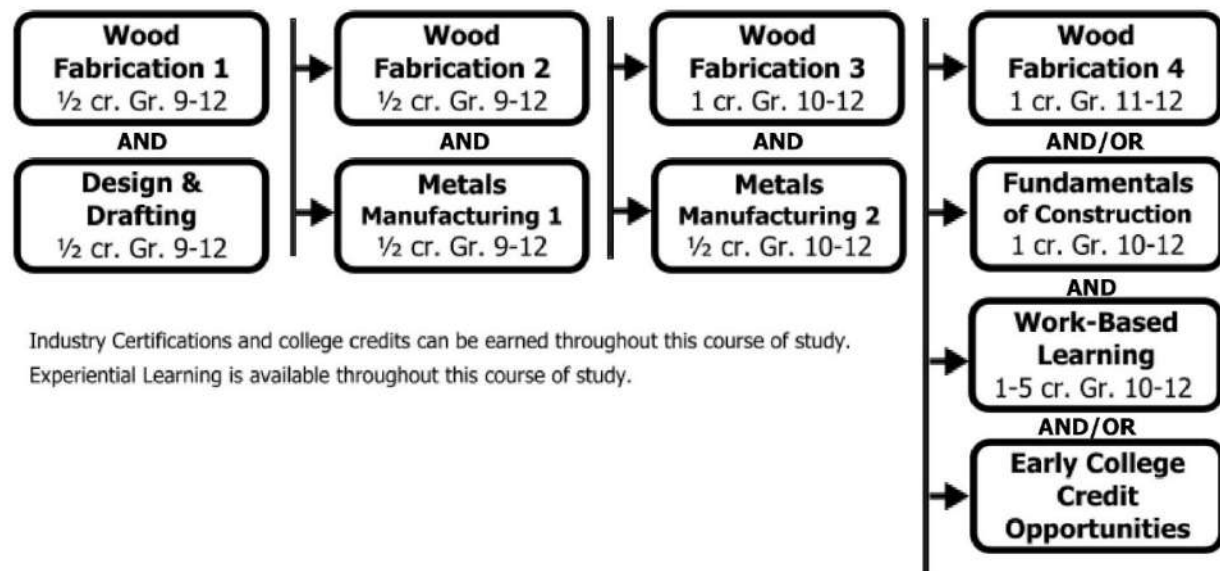 Wood
Fabrication 1
½ cr. Gr. 9-12
AND
Design &
Drafting
½ cr. Gr. 9-12
Wood
Fabrication 2
½ cr. Gr. 9-12
AND
Metals
Manufacturing 1
½ cr. Gr. 9-12
Wood
Fabrication 3
1 cr. Gr. 10-12
AND
Metals
Manufacturing 2
½ cr. Gr. 10-12
Wood
Fabrication 4
1 cr. Gr. 11-12
AND/OR
Fundamentals
of Construction
1 cr. Gr. 10-12
AND
Work-Based
Learning
1-5 cr. Gr. 10-12
AND/OR
Early College
Credit
Opportunities
Industry Certifications and college credits can be earned throughout this course of study.
Experiential Learning is available throughout this course of study.